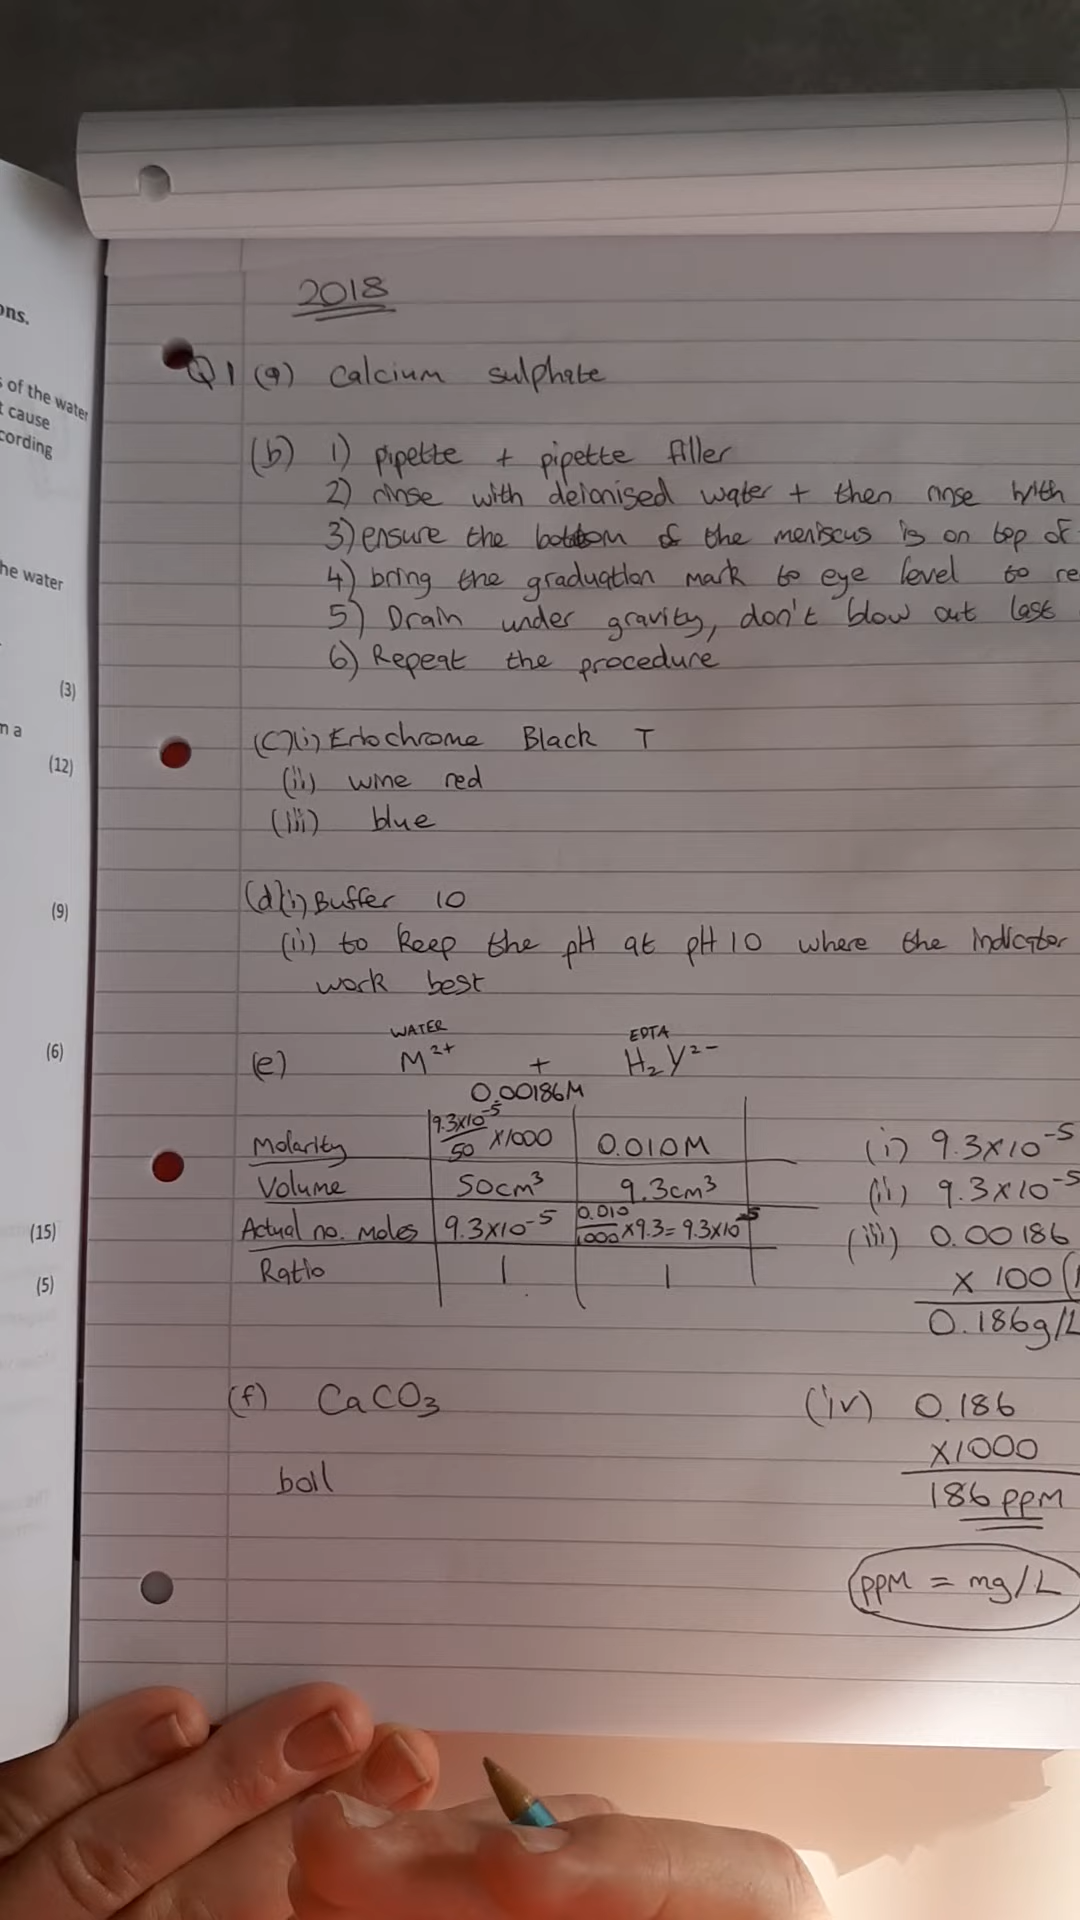 ons.
of the water
cause
cording
he water
(3)
m a
(12)
(9)
(6)
(15)
(5)
2018
Q1 (a) Calcium sulphate
(b) 1) pipette + pipette filler
2) rinse with deionised water + then rinse with
3) ensure the bottom of the meniscus is on top of
4) bring the graduation mark to eye level to re
5) Drain under gravity, don't blow out last
6) Repeat the procedure
(c)(i) Eriochrome Black T
(ii) wine red
(iii) blue
(d)(i) Buffer 10
(ii) to keep the pH at pH 10 where the indicator
work best
WATER EDTA
(e) M²⁺ + H₂Y²⁻
0.00186M
Molarity 9.3x10⁻⁵/50 x1000 0.010M (i) 9.3x10⁻⁵
Volume 50cm³ 9.3cm³ (ii) 9.3x10⁻⁵
Actual no. moles 9.3x10⁻⁵ 0.010/1000 x9.3= 9.3x10⁻⁵ (iii) 0.00186
Ratio 1 1 x 100 (
0.186g/L
(f) CaCO₃ (iv) 0.186
x1000
boil
186 ppm
ppm = mg/L